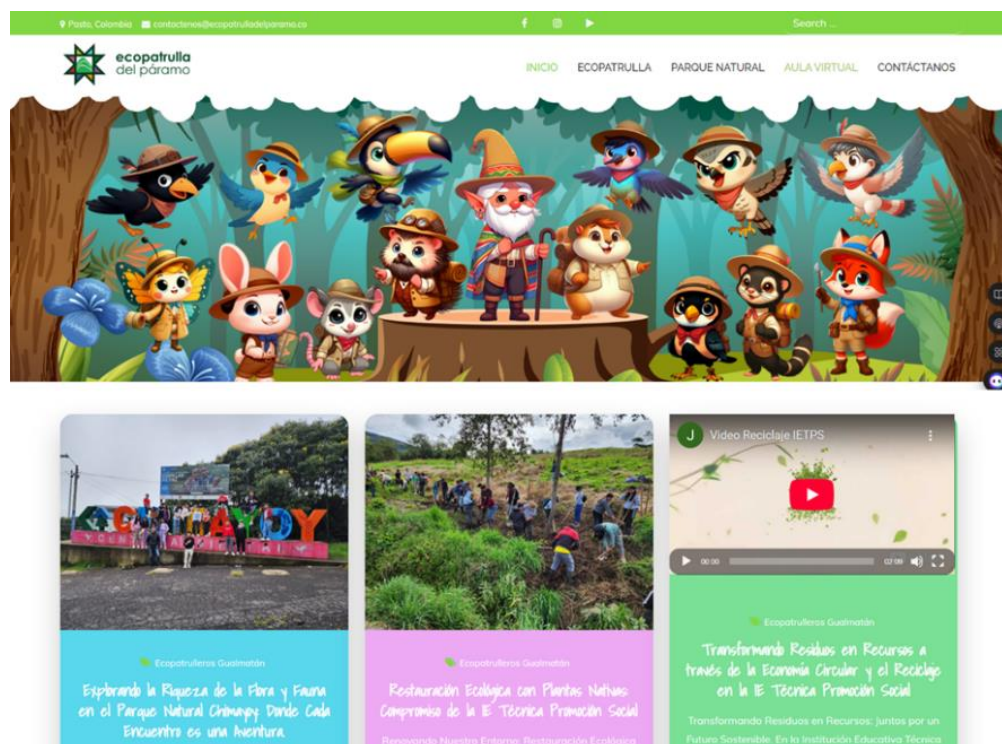 Pasto, Colombia contactenos@ecopatrulladelparamo.co
Search ...
ecopatrulla
del páramo
INICIO ECOPATRULLA PARQUE NATURAL AULA VIRTUAL CONTÁCTANOS
J Video Reciclaje IETPS
00:00 02:09
Ecopatrulleros Gualmatán
Explorando la Riqueza de la Flora y Fauna
en el Parque Natural Chimayoy: Donde Cada
Encuentro es una Aventura
Ecopatrulleros Gualmatán
Restauración Ecológica con Plantas Nativas:
Compromiso de la IE Técnica Promoción Social
Renovando Nuestro Entorno: Restauración Ecológica
Ecopatrulleros Gualmatán
Transformando Residuos en Recursos a
través de la Economía Circular y el Reciclaje
en la IE Técnica Promoción Social
Transformando Residuos en Recursos: Juntos por un
Futuro Sostenible. En la Institución Educativa Técnica